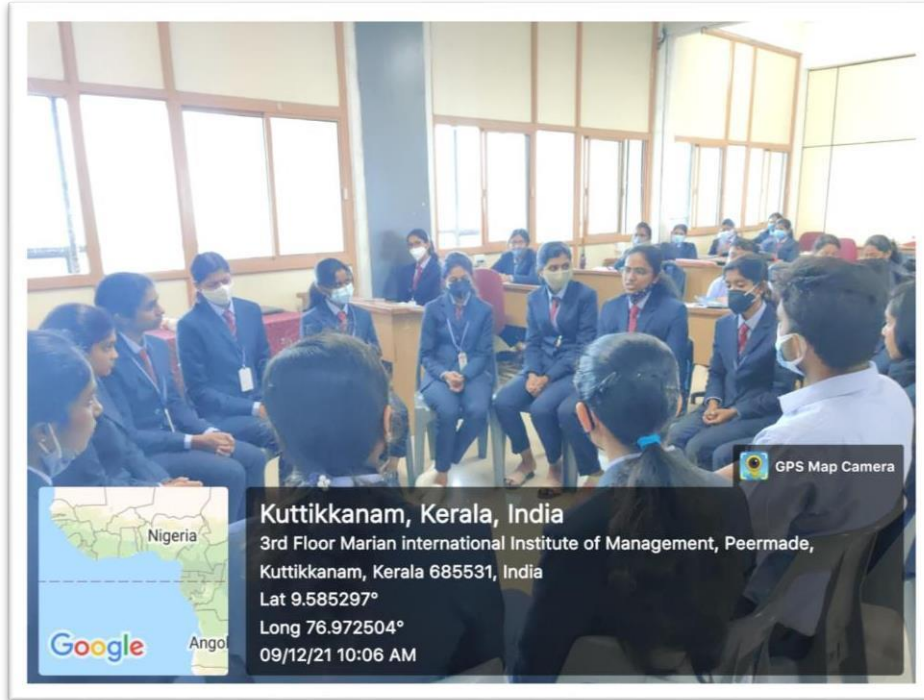 GPS Map Camera
Nigeria
Angol
Google
Kuttikkanam, Kerala, India
3rd Floor Marian international Institute of Management, Peermade,
Kuttikkanam, Kerala 685531, India
Lat 9.585297°
Long 76.972504°
09/12/21 10:06 AM